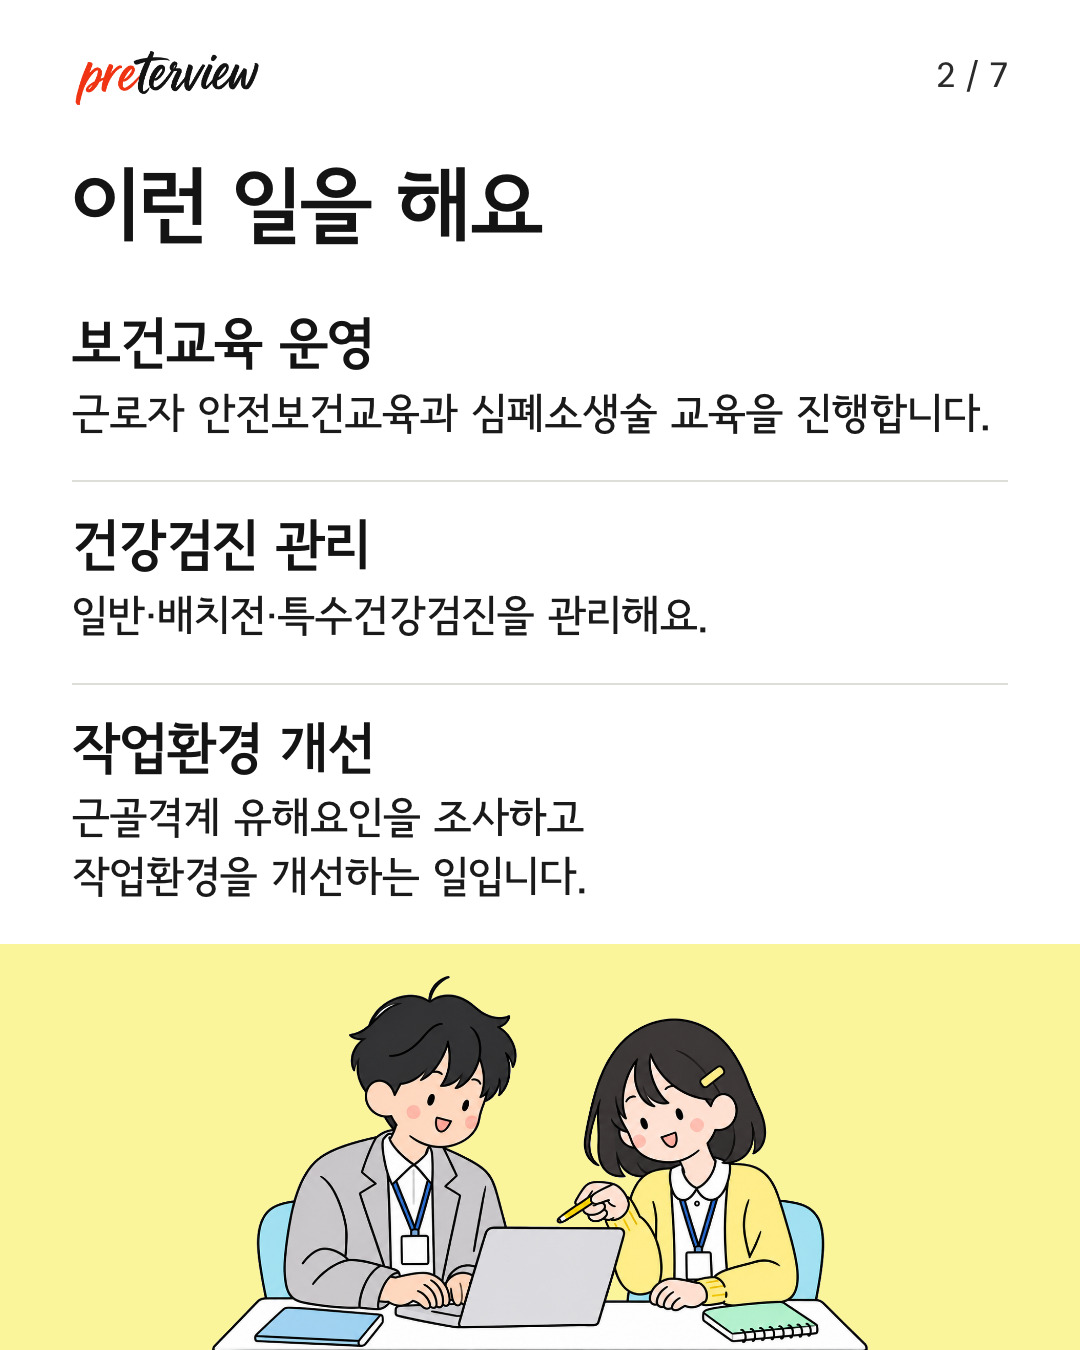 preterview
2 / 7
이런 일을 해요
보건교육 운영
근로자 안전보건교육과 심폐소생술 교육을 진행합니다.
건강검진 관리
일반·배치전·특수건강검진을 관리해요.
작업환경 개선
근골격계 유해요인을 조사하고
작업환경을 개선하는 일입니다.